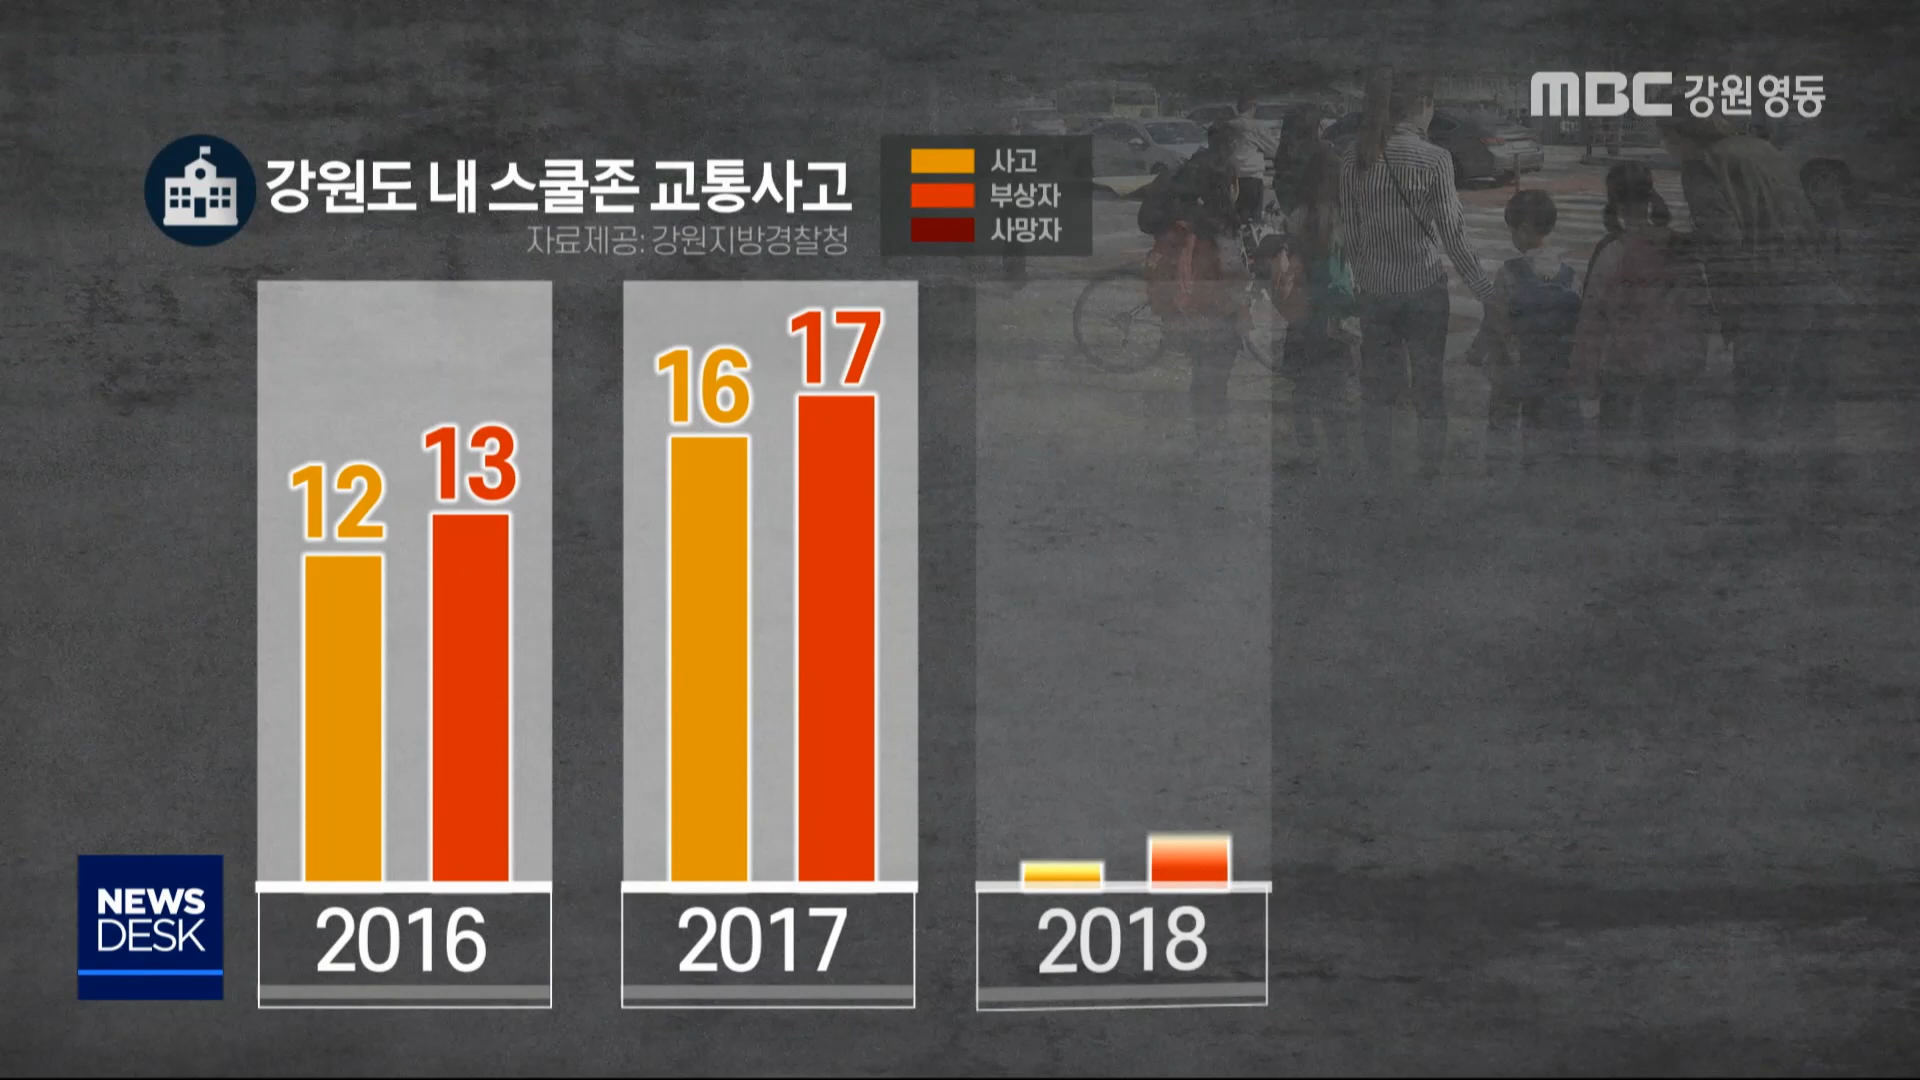 MBC 강원영동
강원도 내 스쿨존 교통사고
자료제공: 강원지방경찰청
사고
부상자
사망자
12
13
16
17
2016
2017
2018
NEWS
DESK